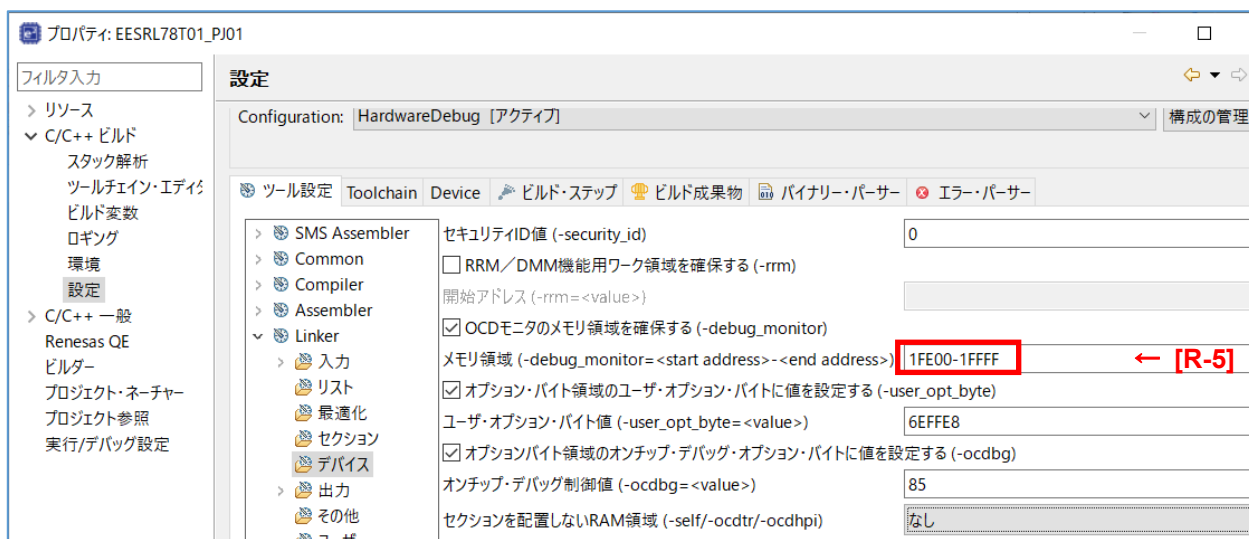 プロパティ: EESRL78T01_PJ01
フィルタ入力
設定
リソース
C/C++ ビルド
スタック解析
ツールチェイン・エディタ
ビルド変数
ロギング
環境
設定
C/C++ 一般
Renesas QE
ビルダー
プロジェクト・ネーチャー
プロジェクト参照
実行/デバッグ設定
Configuration: HardwareDebug [アクティブ] 構成の管理
ツール設定 Toolchain Device ビルド・ステップ ビルド成果物 バイナリー・パーサー エラー・パーサー
SMS Assembler
Common
Compiler
Assembler
Linker
入力
リスト
最適化
セクション
デバイス
出力
その他
セキュリティID値 (-security_id) 0
RRM/DMM機能用ワーク領域を確保する (-rrm)
開始アドレス (-rrm=<value>)
OCDモニタのメモリ領域を確保する (-debug_monitor)
メモリ領域 (-debug_monitor=<start address>-<end address>) 1FE00-1FFFF ← [R-5]
オプション・バイト領域のユーザ・オプション・バイトに値を設定する (-user_opt_byte)
ユーザ・オプション・バイト値 (-user_opt_byte=<value>) 6EFFE8
オプションバイト領域のオンチップ・デバッグ・オプション・バイトに値を設定する (-ocdbg)
オンチップ・デバッグ制御値 (-ocdbg=<value>) 85
セクションを配置しないRAM領域 (-self/-ocdtr/-ocdhpi) なし